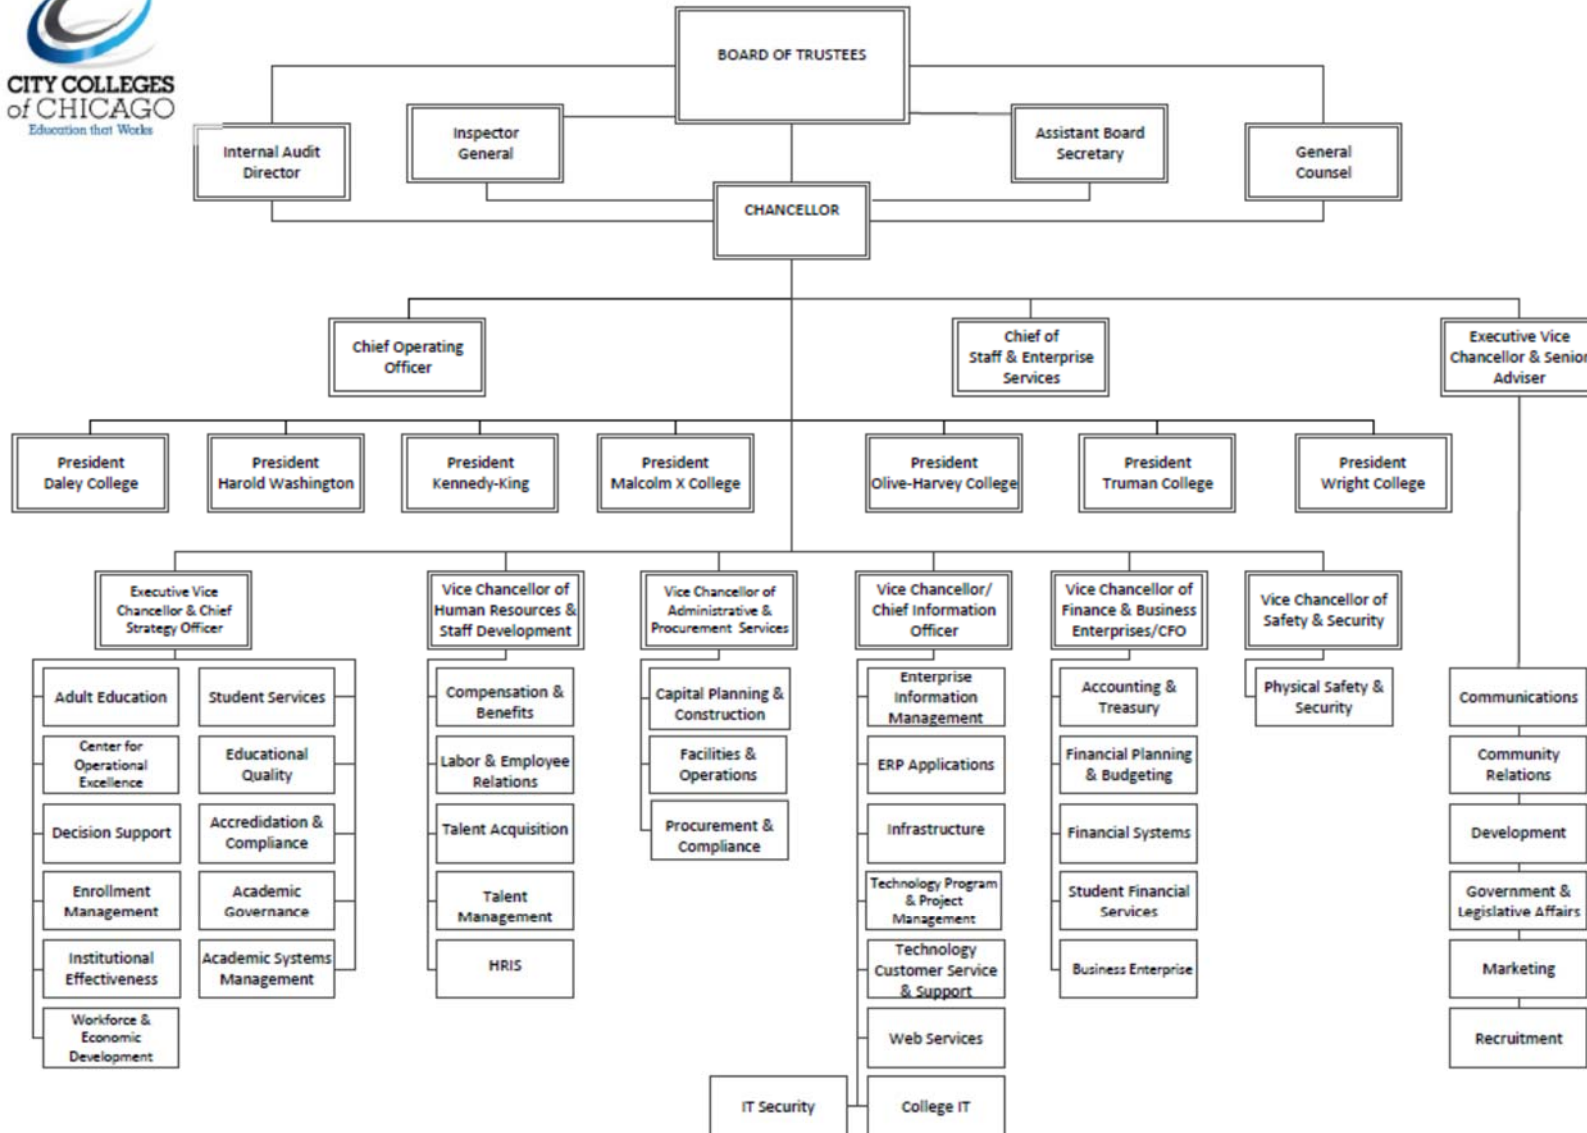 CITY COLLEGES
of CHICAGO
Education that Works
BOARD OF TRUSTEES
Internal Audit
Director
Inspector
General
Assistant Board
Secretary
General
Counsel
CHANCELLOR
Chief Operating
Officer
Chief of
Staff & Enterprise
Services
Executive Vice
Chancellor & Senior
Adviser
President
Daley College
President
Harold Washington
President
Kennedy-King
President
Malcolm X College
President
Olive-Harvey College
President
Truman College
President
Wright College
Executive Vice
Chancellor & Chief
Strategy Officer
Vice Chancellor of
Human Resources &
Staff Development
Vice Chancellor of
Administrative &
Procurement Services
Vice Chancellor/
Chief Information
Officer
Vice Chancellor of
Finance & Business
Enterprises/CFO
Vice Chancellor of
Safety & Security
Adult Education
Center for
Operational
Excellence
Decision Support
Enrollment
Management
Institutional
Effectiveness
Workforce &
Economic
Development
Student Services
Educational
Quality
Accredidation &
Compliance
Academic
Governance
Academic Systems
Management
Compensation &
Benefits
Labor & Employee
Relations
Talent Acquisition
Talent
Management
HRIS
Capital Planning &
Construction
Facilities &
Operations
Procurement &
Compliance
Enterprise
Information
Management
ERP Applications
Infrastructure
Technology Program
& Project
Management
Technology
Customer Service
& Support
Web Services
IT Security
College IT
Accounting &
Treasury
Financial Planning
& Budgeting
Financial Systems
Student Financial
Services
Business Enterprise
Physical Safety &
Security
Communications
Community
Relations
Development
Government &
Legislative Affairs
Marketing
Recruitment